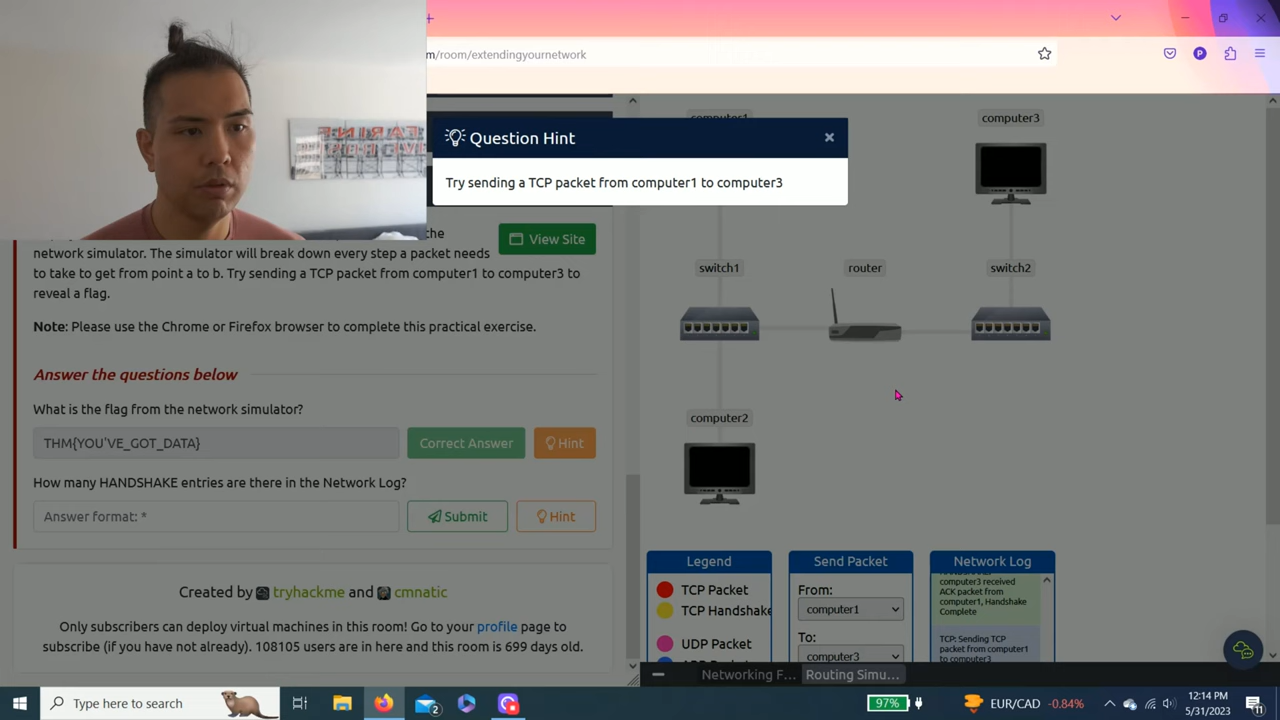 m/room/extendingyournetwork
computer1
computer3
Question Hint
Try sending a TCP packet from computer1 to computer3
the
View Site
network simulator. The simulator will break down every step a packet needs
to take to get from point a to b. Try sending a TCP packet from computer1 to computer3 to
reveal a flag.
Note: Please use the Chrome or Firefox browser to complete this practical exercise.
switch1
router
switch2
Answer the questions below
What is the flag from the network simulator?
THM{YOU'VE_GOT_DATA}
Correct Answer
Hint
How many HANDSHAKE entries are there in the Network Log?
Answer format: *
Submit
Hint
computer2
Created by tryhackme and cmnatic
Only subscribers can deploy virtual machines in this room! Go to your profile page to
subscribe (if you have not already). 108105 users are in here and this room is 699 days old.
Legend
TCP Packet
TCP Handshake
UDP Packet
Send Packet
From:
computer1
To:
computer3
Network Log
computer3 received
ACK packet from
computer1, Handshake
Complete
TCP: Sending TCP
packet from computer1
to computer3
Networking F...
Routing Simu...
Type here to search
2
97%
EUR/CAD -0.84%
12:14 PM
5/31/2023
11